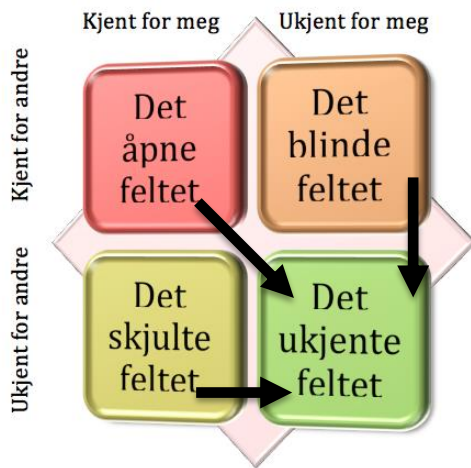 Kjent for meg
Ukjent for meg
Kjent for andre
Det
åpne
feltet
Det
blinde
feltet
Ukjent for andre
Det
skjulte
feltet
Det
ukjente
feltet